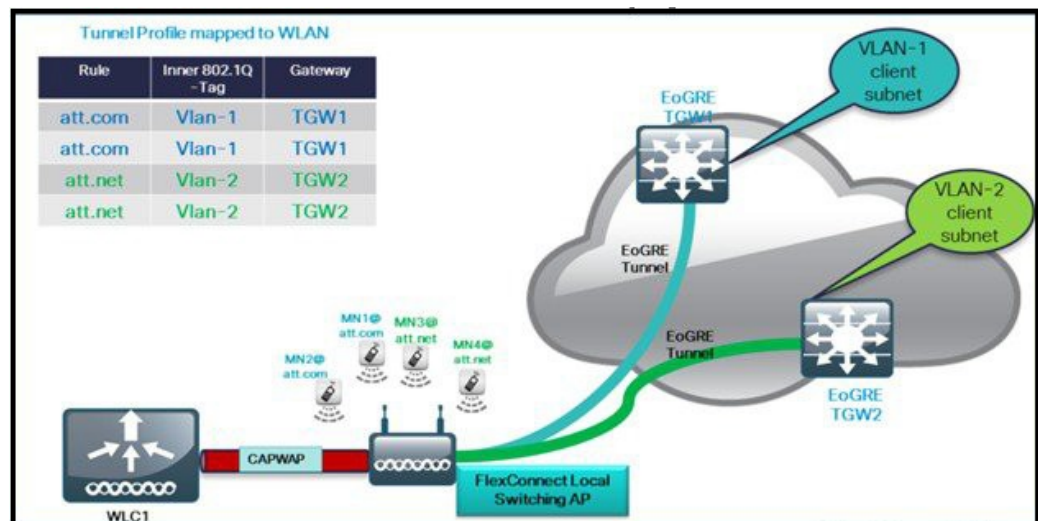 Tunnel Profile mapped to WLAN
Rule
Inner 802.1Q
-Tag
Gateway
att.com
Vlan-1
TGW1
att.com
Vlan-1
TGW1
att.net
Vlan-2
TGW2
att.net
Vlan-2
TGW2
VLAN-1
client
subnet
EoGRE
TGW1
VLAN-2
client
subnet
EoGRE
Tunnel
MN1@
att.com
MN3@
att.net
MN2@
att.com
MN4@
att.net
EoGRE
Tunnel
EoGRE
TGW2
CAPWAP
FlexConnect Local
Switching AP
WLC1